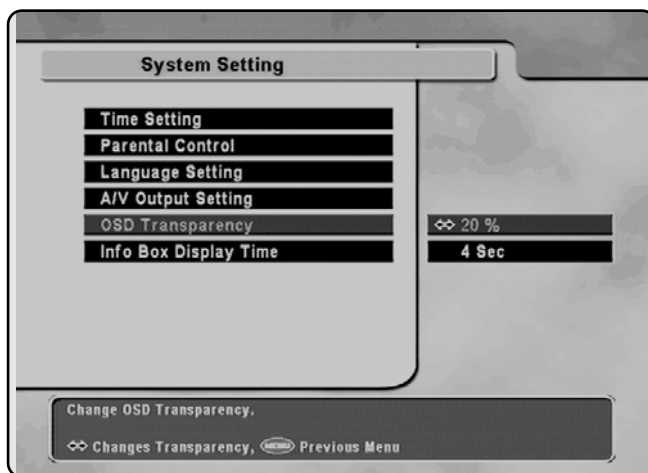 System Setting
Time Setting
Parental Control
Language Setting
A/V Output Setting
OSD Transparency 20 %
Info Box Display Time 4 Sec
Change OSD Transparency.
Changes Transparency, MENU Previous Menu